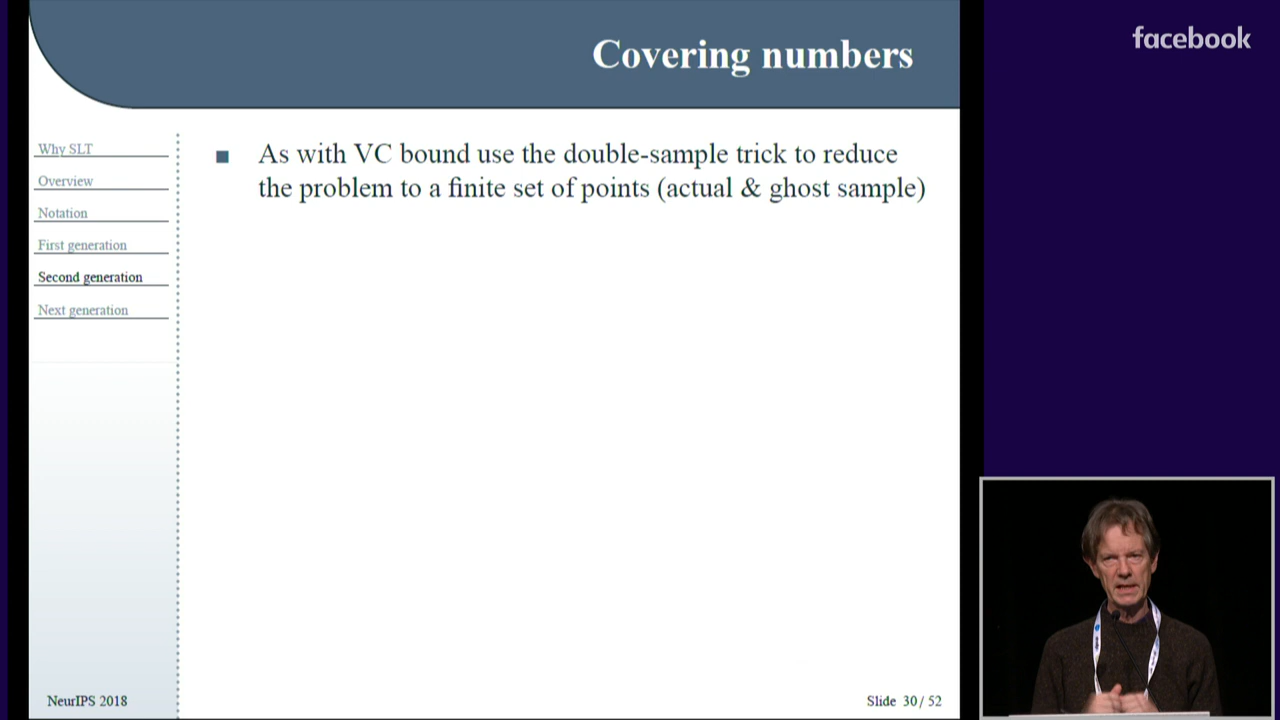 facebook
Covering numbers
Why SLT
Overview
Notation
First generation
Second generation
Next generation
■ As with VC bound use the double-sample trick to reduce
the problem to a finite set of points (actual & ghost sample)
NeurIPS 2018
Slide 30/ 52